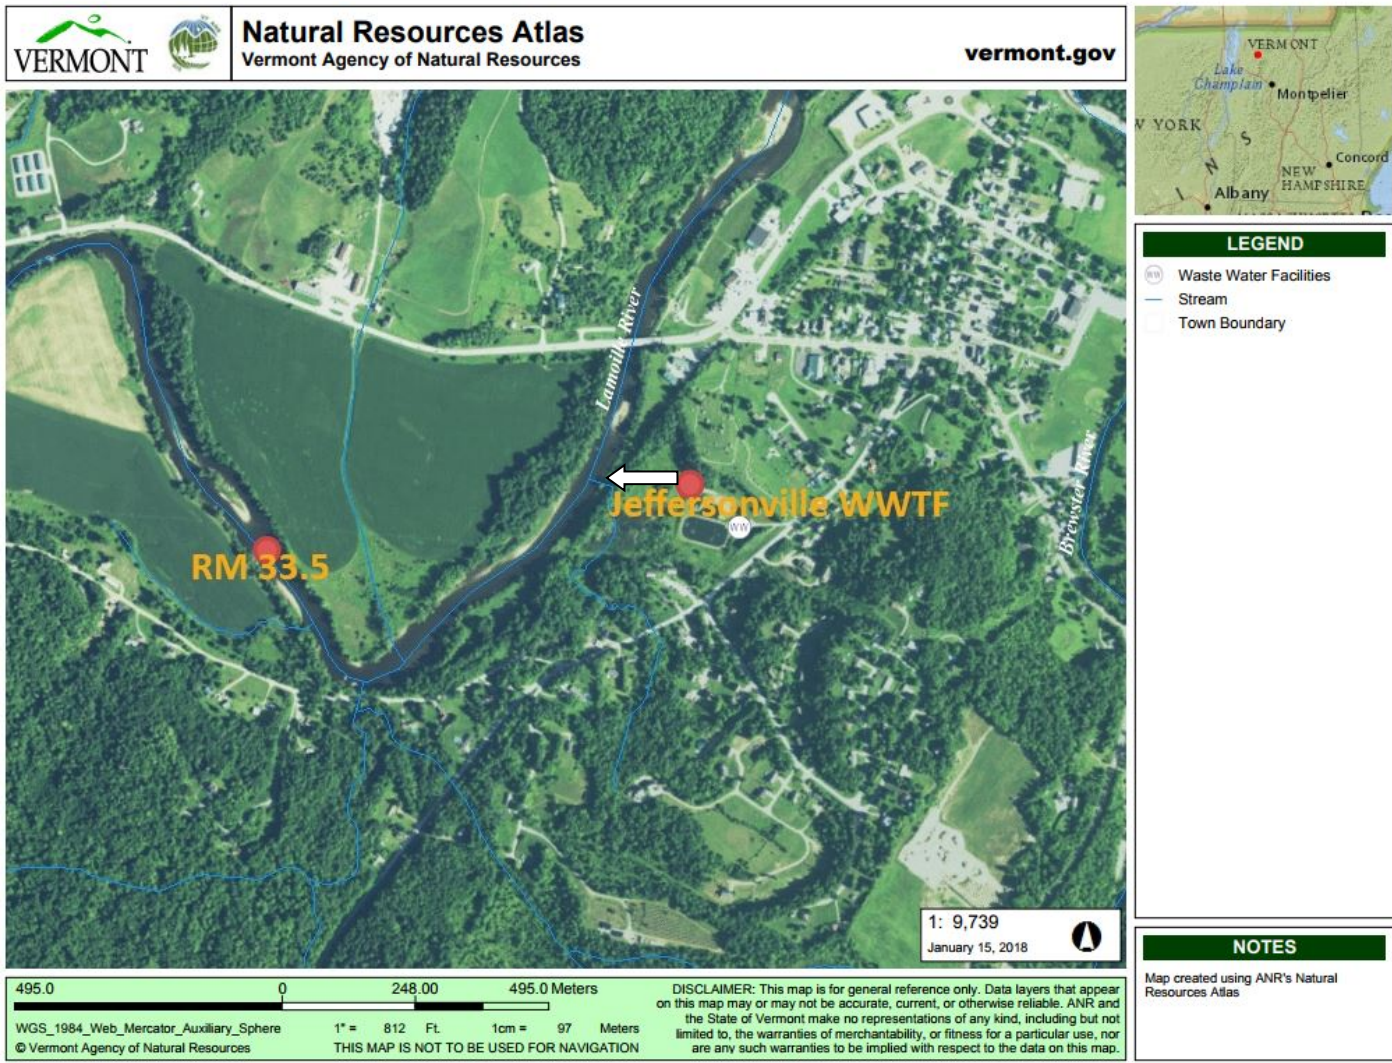 VERMONT
VT ANR
Natural Resources Atlas
Vermont Agency of Natural Resources
vermont.gov
VERMONT
Lake
Champlain
Montpelier
W YORK
Concord
NEW
HAMPSHIRE
Albany
I N S
LEGEND
WW Waste Water Facilities
Stream
Town Boundary
Lamoille River
Brewster River
Jeffersonville WWTF
WW
RM 33.5
1: 9,739
January 15, 2018
NOTES
Map created using ANR's Natural
Resources Atlas
495.0 0 248.00 495.0 Meters
WGS_1984_Web_Mercator_Auxiliary_Sphere
© Vermont Agency of Natural Resources
1" = 812 Ft. 1cm = 97 Meters
THIS MAP IS NOT TO BE USED FOR NAVIGATION
DISCLAIMER: This map is for general reference only. Data layers that appear
on this map may or may not be accurate, current, or otherwise reliable. ANR and
the State of Vermont make no representations of any kind, including but not
limited to, the warranties of merchantability, or fitness for a particular use, nor
are any such warranties to be implied with respect to the data on this map.